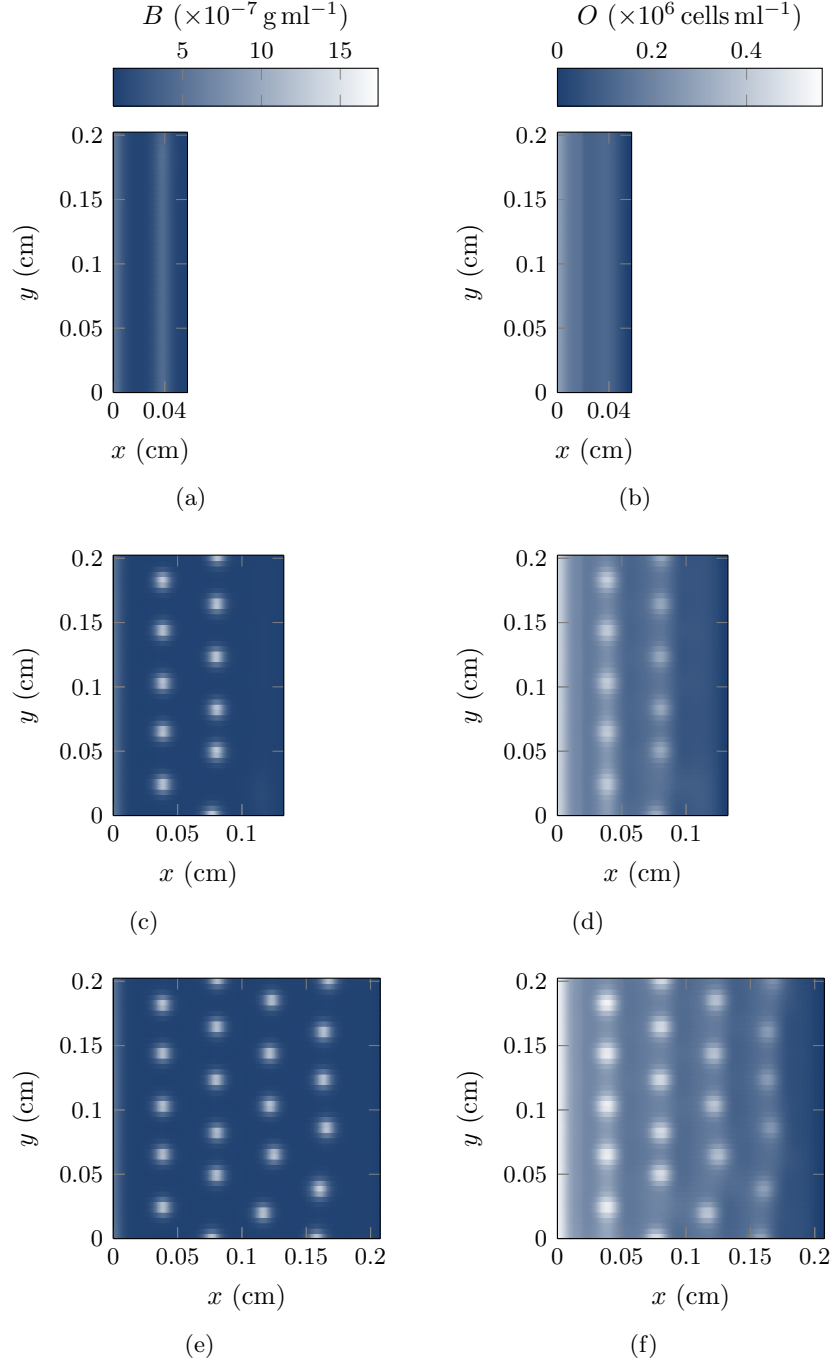 B (×10⁻⁷ g ml⁻¹)
5 10 15
O (×10⁶ cells ml⁻¹)
0 0.2 0.4
0.2
0.15
0.1
0.05
0
y (cm)
0 0.04
x (cm)
(a)
0.2
0.15
0.1
0.05
0
y (cm)
0 0.04
x (cm)
(b)
0.2
0.15
0.1
0.05
0
y (cm)
0 0.05 0.1
x (cm)
(c)
0.2
0.15
0.1
0.05
0
y (cm)
0 0.05 0.1
x (cm)
(d)
0.2
0.15
0.1
0.05
0
y (cm)
0 0.05 0.1 0.15 0.2
x (cm)
(e)
0.2
0.15
0.1
0.05
0
y (cm)
0 0.05 0.1 0.15 0.2
x (cm)
(f)